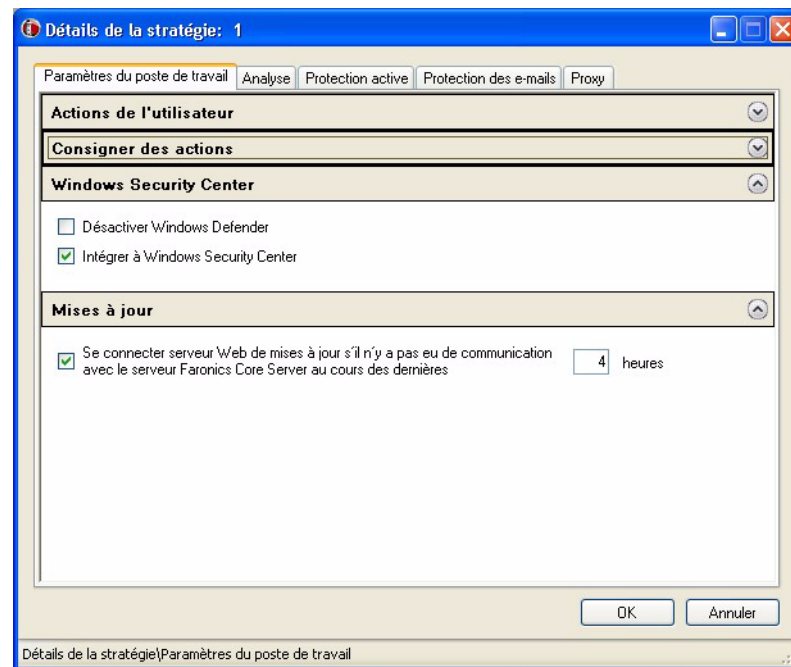 Détails de la stratégie: 1
Paramètres du poste de travail Analyse Protection active Protection des e-mails Proxy
Actions de l'utilisateur
Consigner des actions
Windows Security Center
Désactiver Windows Defender
Intégrer à Windows Security Center
Mises à jour
Se connecter serveur Web de mises à jour s´il n´y a pas eu de communication
avec le serveur Faronics Core Server au cours des dernières 4 heures
OK Annuler
Détails de la stratégie\Paramètres du poste de travail